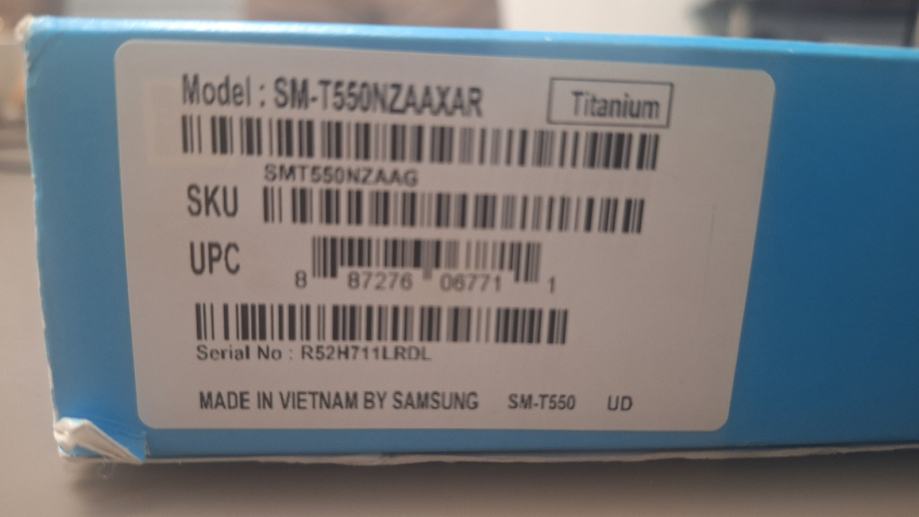 Model : SM-T550NZAAXAR Titanium
SMT550NZAAG
SKU
UPC
8 87276 06771 1
Serial No : R52H711LRDL
MADE IN VIETNAM BY SAMSUNG SM-T550 UD